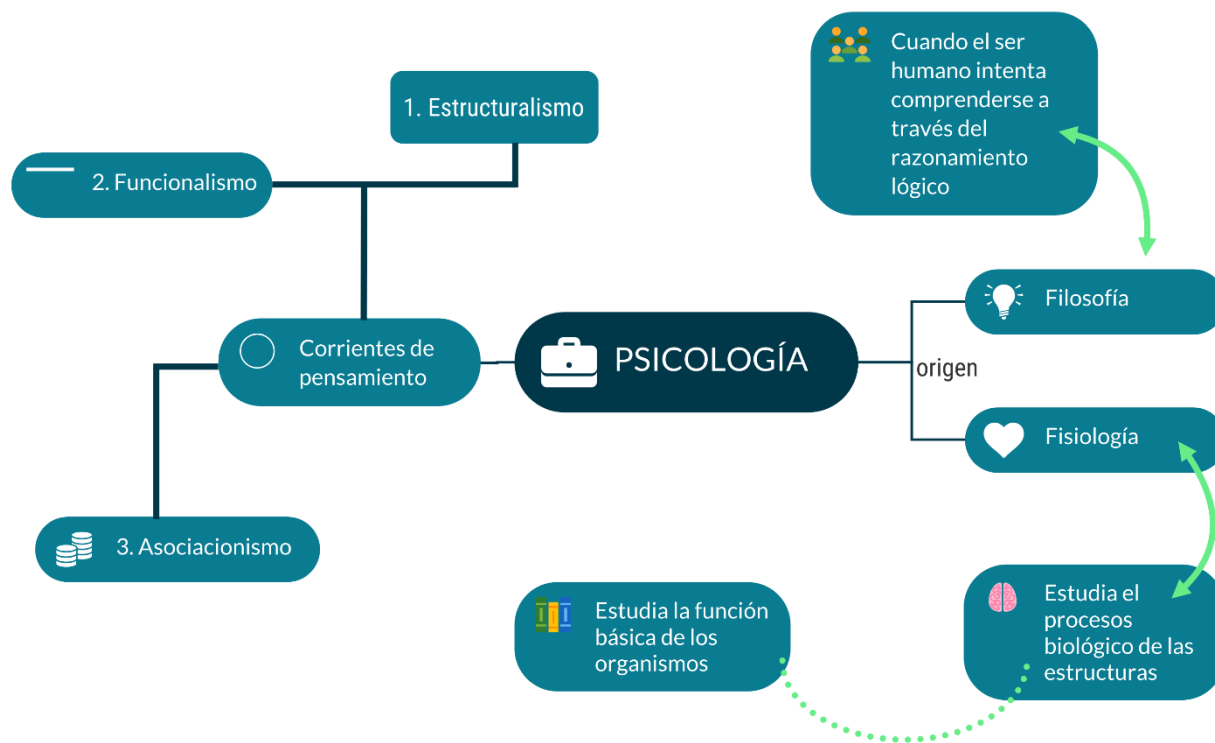 Cuando el ser
humano intenta
comprenderse a
través del
razonamiento
lógico
1. Estructuralismo
2. Funcionalismo
Filosofía
Corrientes de
pensamiento
PSICOLOGÍA
origen
Fisiología
3. Asociacionismo
Estudia la función
básica de los
organismos
Estudia el
procesos
biológico de las
estructuras